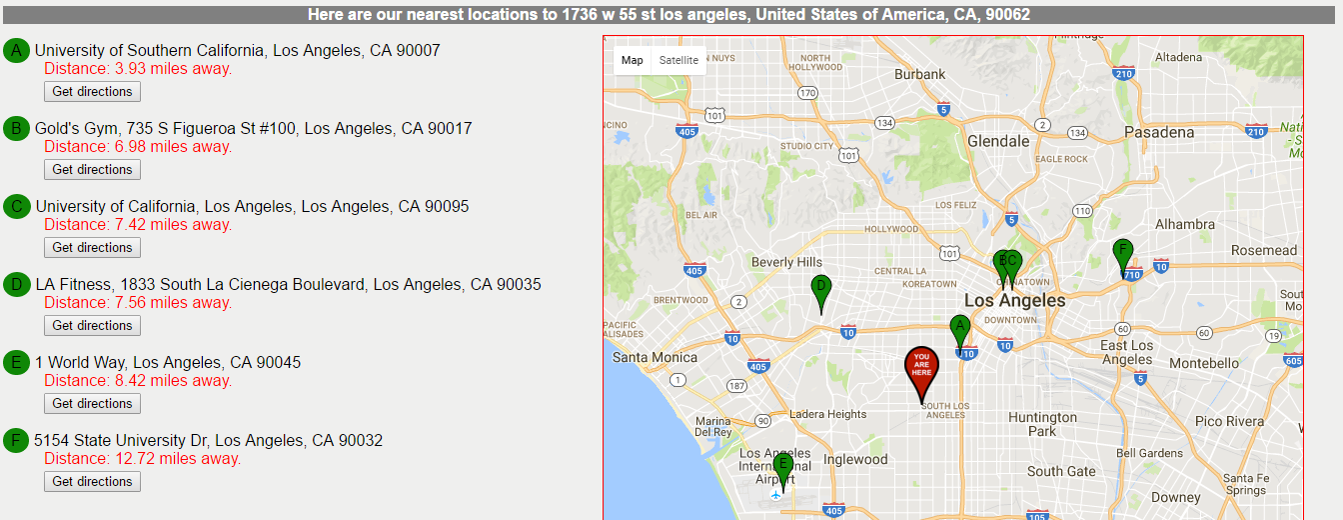 Here are our nearest locations to 1736 w 55 st los angeles, United States of America, CA, 90062
A University of Southern California, Los Angeles, CA 90007
Distance: 3.93 miles away.
Get directions
B Gold's Gym, 735 S Figueroa St #100, Los Angeles, CA 90017
Distance: 6.98 miles away.
Get directions
C University of California, Los Angeles, Los Angeles, CA 90095
Distance: 7.42 miles away.
Get directions
D LA Fitness, 1833 South La Cienega Boulevard, Los Angeles, CA 90035
Distance: 7.56 miles away.
Get directions
E 1 World Way, Los Angeles, CA 90045
Distance: 8.42 miles away.
Get directions
F 5154 State University Dr, Los Angeles, CA 90032
Distance: 12.72 miles away.
Get directions
Map Satellite
NUYS
NORTH
HOLLYWOOD
Burbank
Altadena
210
170
101
5
405
134
2
134
Pasadena
210
STUDIO CITY
101
Glendale
EAGLE ROCK
BEL AIR
LOS FELIZ
110
5
HOLLYWOOD
Alhambra
101
F
Rosemead
405
Beverly Hills
CENTRAL LA
KOREATOWN
B C
710
10
D
BRENTWOOD
2
Los Angeles
DOWNTOWN
A
10
10
10
10
60
60
19
Santa Monica
405
YOU
ARE
HERE
East Los
Angeles
Montebello
605
1
187
5
SOUTH LOS
ANGELES
Marina
Del Rey
90
Ladera Heights
Huntington
Park
Pico Rivera
Los Angeles
International
Airport
E
Inglewood
Bell Gardens
South Gate
Santa Fe
Springs
Downey
405
105